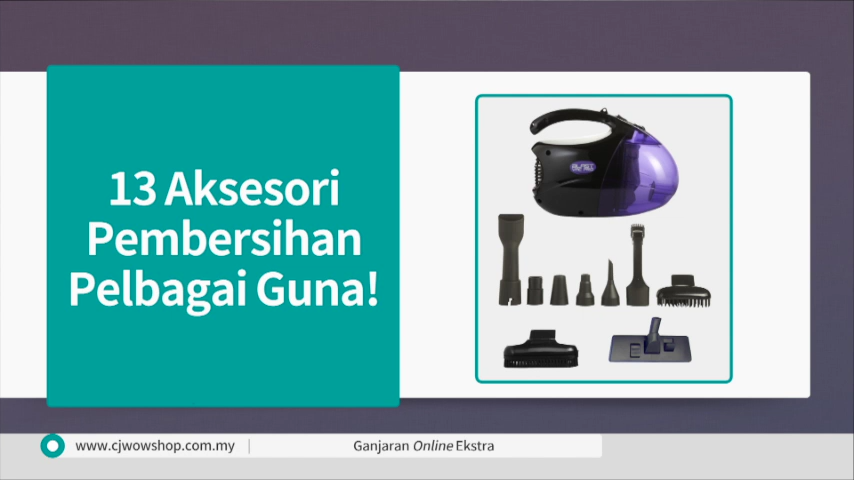 13 Aksesori
Pembersihan
Pelbagai Guna!
www.cjwowshop.com.my
Ganjaran Online Ekstra